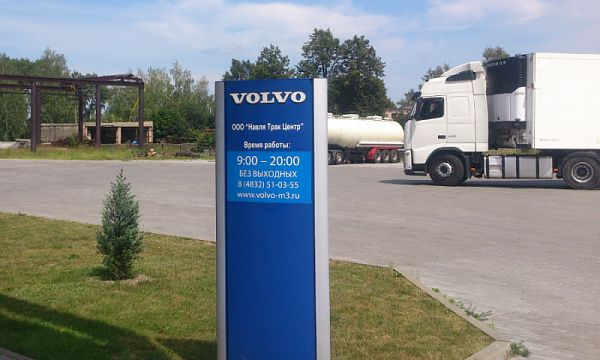 VOLVO
ООО "Навля Трак Центр"
Время работы:
9:00 – 20:00
БЕЗ ВЫХОДНЫХ
8 (4832) 51-03-55
www.volvo-m3.ru